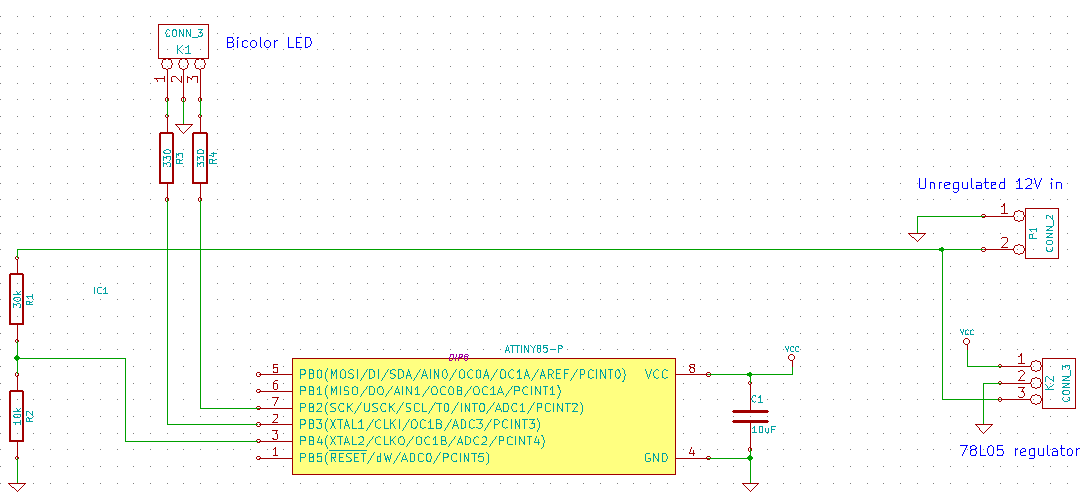 CONN_3
K1
Bicolor LED
1
2
3
330
R3
330
R4
Unregulated 12V in
1
2
P1
CONN_2
30k
R1
IC1
10k
R2
DIP8
ATTINY85-P
5
PB0(MOSI/DI/SDA/AIN0/OC0A/OC1A/AREF/PCINT0)
6
PB1(MISO/DO/AIN1/OC0B/OC1A/PCINT1)
7
PB2(SCK/USCK/SCL/T0/INT0/ADC1/PCINT2)
2
PB3(XTAL1/CLKI/OC1B/ADC3/PCINT3)
3
PB4(XTAL2/CLKO/OC1B/ADC2/PCINT4)
1
PB5(RESET/dW/ADC0/PCINT5)
VCC
8
GND
4
VCC
C1
10uF
VCC
1
2
3
K2
CONN_3
78L05 regulator